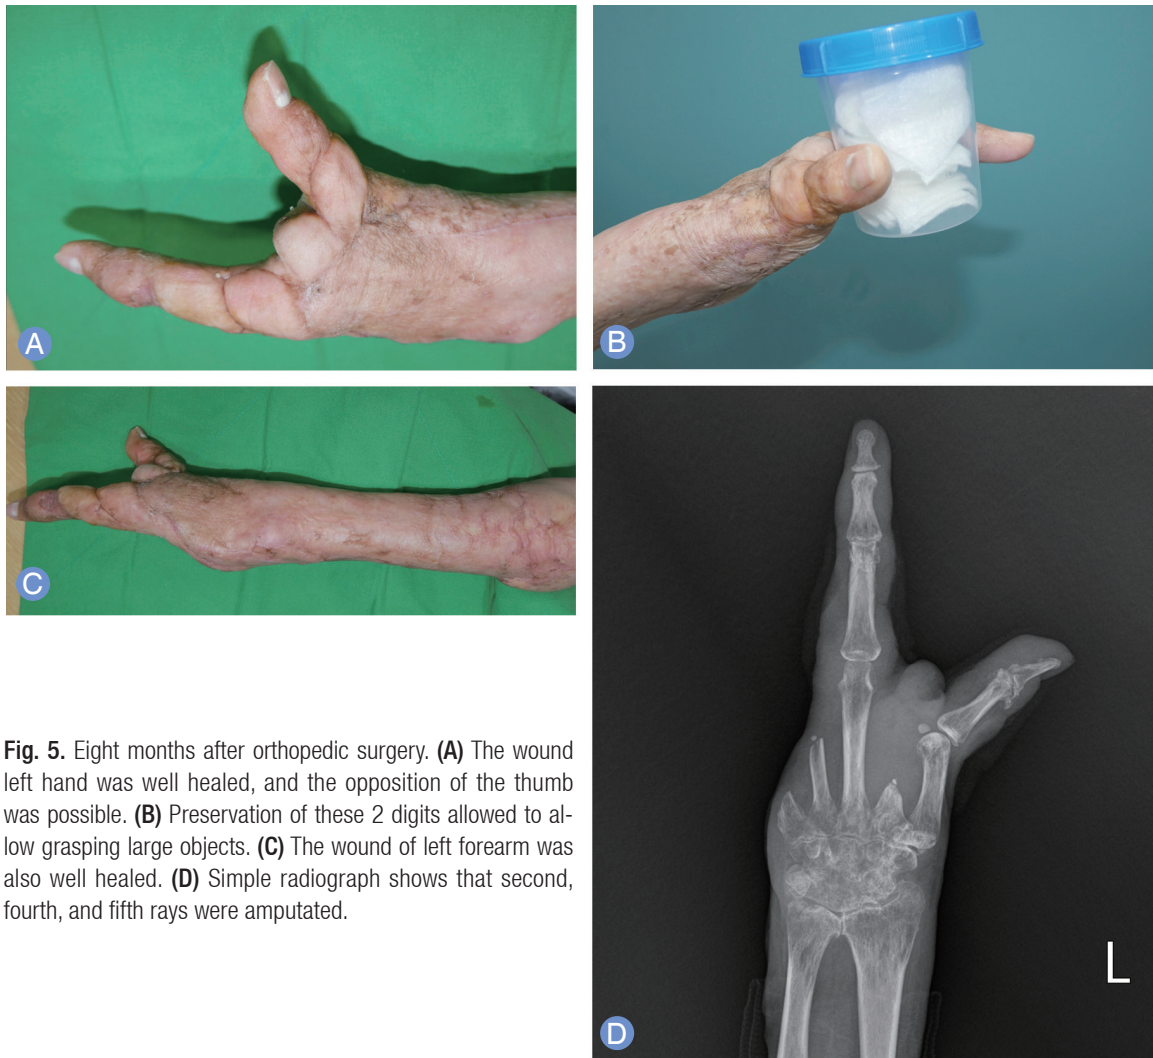 A
B
C
Fig. 5. Eight months after orthopedic surgery. (A) The wound
left hand was well healed, and the opposition of the thumb
was possible. (B) Preservation of these 2 digits allowed to al-
low grasping large objects. (C) The wound of left forearm was
also well healed. (D) Simple radiograph shows that second,
fourth, and fifth rays were amputated.
L
D